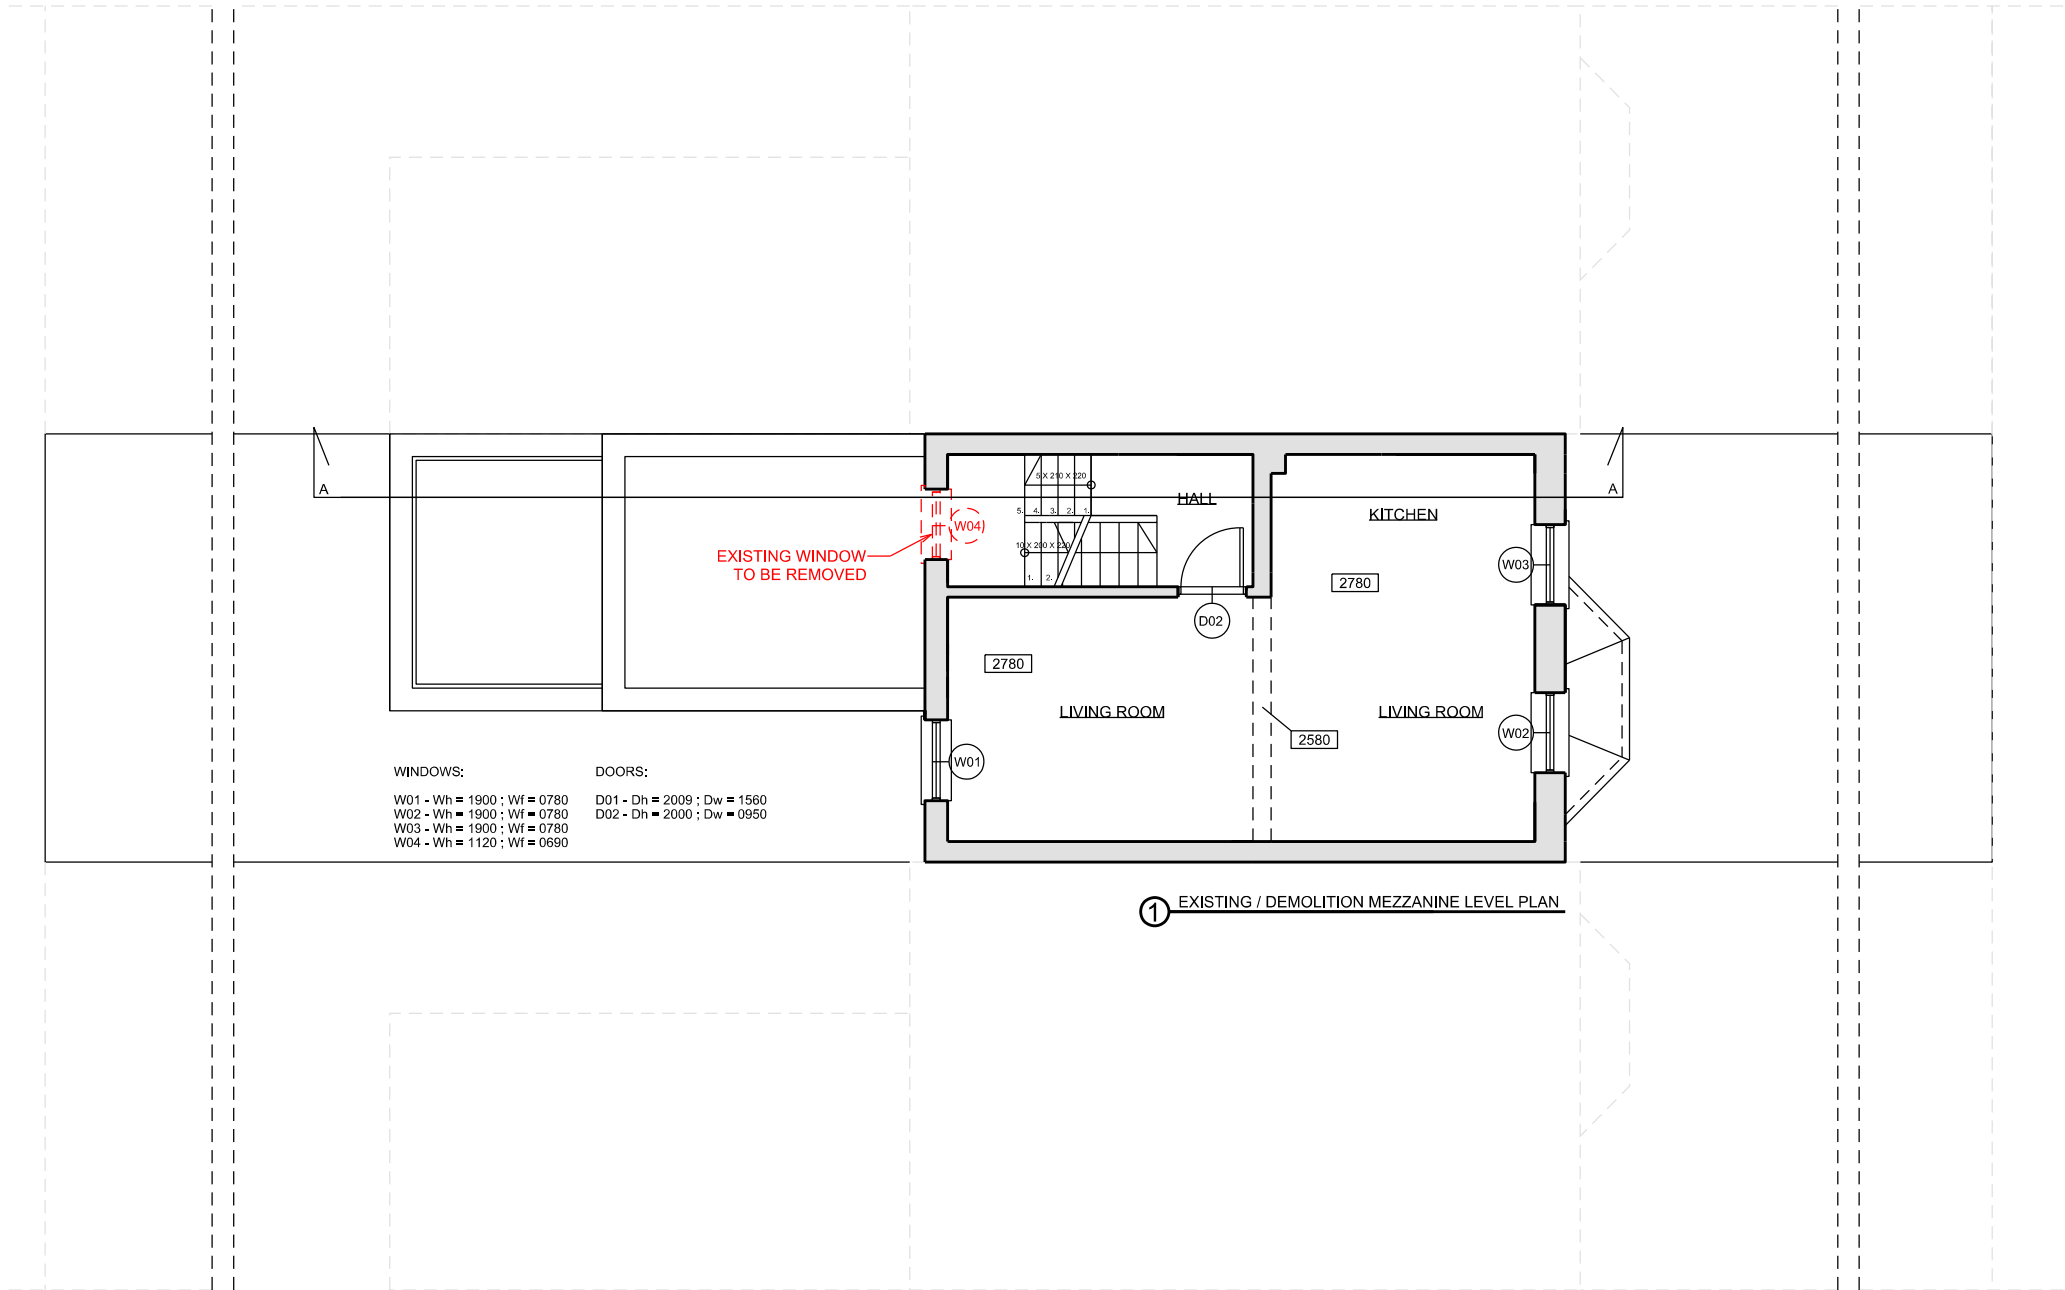 A
A
5 X 210 X 220
HALL
5. 4. 3. 2. 1.
KITCHEN
W04
EXISTING WINDOW
TO BE REMOVED
10 X 200 X 220
1. 2.
W03
2780
D02
2780
LIVING ROOM
LIVING ROOM
2580
W02
W01
WINDOWS:
W01 - Wh = 1900 ; Wf = 0780
W02 - Wh = 1900 ; Wf = 0780
W03 - Wh = 1900 ; Wf = 0780
W04 - Wh = 1120 ; Wf = 0690
DOORS:
D01 - Dh = 2009 ; Dw = 1560
D02 - Dh = 2000 ; Dw = 0950
1 EXISTING / DEMOLITION MEZZANINE LEVEL PLAN